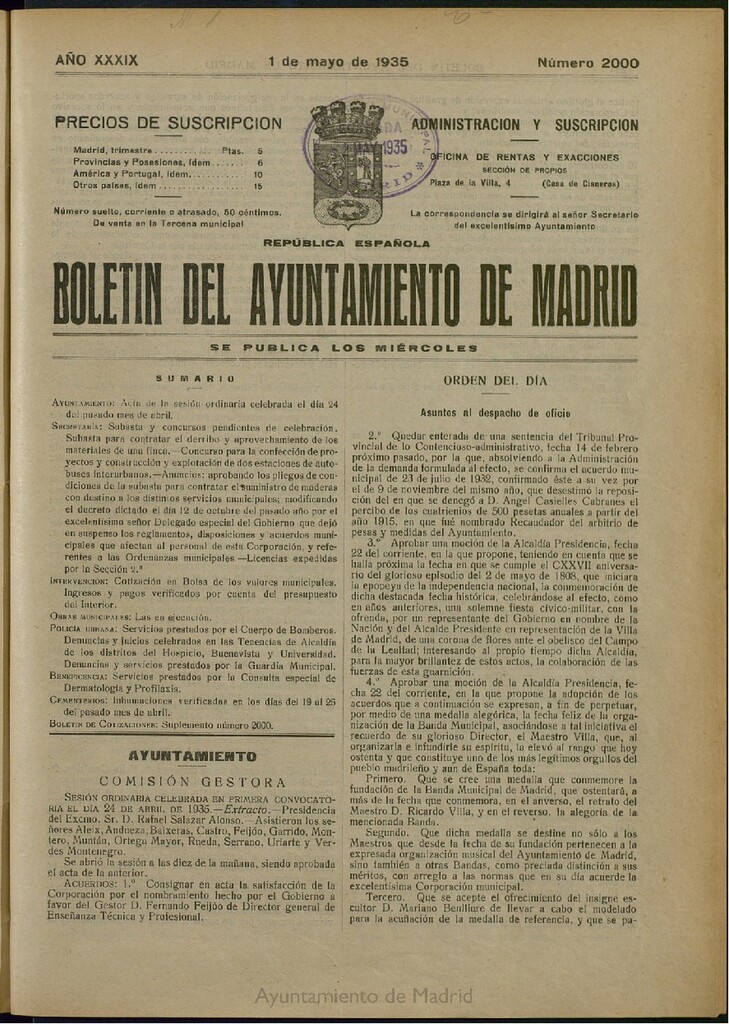 AÑO XXXIX
1 de mayo de 1935
Número 2000
PRECIOS DE SUSCRIPCION
Madrid, trimestre........... Ptas. 5
Provincias y Posesiones, ídem........... 6
América y Portugal, ídem........... 10
Otros países, ídem........... 15
Número suelto, corriente o atrasado, 50 céntimos.
De venta en la Tercena municipal
MAY 1935
ADMINISTRACION Y SUSCRIPCION
OFICINA DE RENTAS Y EXACCIONES
SECCIÓN DE PROPIOS
Plaza de la Villa, 4 (Casa de Cisneros)
La correspondencia se dirigirá al señor Secretario
del excelentísimo Ayuntamiento
REPÚBLICA ESPAÑOLA
BOLETIN DEL AYUNTAMIENTO DE MADRID
SE PUBLICA LOS MIÉRCOLES
SUMARIO
AYUNTAMIENTO: Acta de la sesión ordinaria celebrada el día 24
del pasado mes de abril.
SECRETARÍA: Subasta y concursos pendientes de celebración.
Subasta para contratar el derribo y aprovechamiento de los
materiales de una finca.—Concurso para la confección de pro-
yectos y construcción y explotación de dos estaciones de auto-
buses interurbanos.—Anuncios: aprobando los pliegos de con-
diciones de la subasta para contratar el suministro de maderas
con destino a los distintos servicios municipales; modificando
el decreto dictado el día 12 de octubre del pasado año por el
excelentísimo señor Delegado especial del Gobierno que dejó
en suspenso los reglamentos, disposiciones y acuerdos muni-
cipales que afectan al personal de esta Corporación, y refe-
rentes a las Ordenanzas municipales.—Licencias expedidas
por la Sección 2.ª
INTERVENCIÓN: Cotización en Bolsa de los valores municipales.
Ingresos y pagos verificados por cuenta del presupuesto
del Interior.
OBRAS MUNICIPALES: Las en ejecución.
POLICÍA URBANA: Servicios prestados por el Cuerpo de Bomberos.
Denuncias y juicios celebrados en las Tenencias de Alcaldía
de los distritos del Hospicio, Buenavista y Universidad.
Denuncias y servicios prestados por la Guardia Municipal.
BENEFICENCIA: Servicios prestados por la Consulta especial de
Dermatología y Profilaxis.
CEMENTERIOS: Inhumaciones verificadas en los días del 19 al 25
del pasado mes de abril.
BOLETÍN DE COTIZACIONES: Suplemento número 2000.
AYUNTAMIENTO
COMISIÓN GESTORA
SESIÓN ORDINARIA CELEBRADA EN PRIMERA CONVOCATO-
RIA EL DÍA 24 DE ABRIL DE 1935.—Extracto.—Presidencia
del Excmo. Sr. D. Rafael Salazar Alonso.—Asistieron los se-
ñores Aleix, Andueza, Baixeras, Castro, Feijóo, Garrido, Mon-
tero, Muntán, Ortega Mayor, Rueda, Serrano, Uriarte y Ver-
des Montenegro.
Se abrió la sesión a las diez de la mañana, siendo aprobada
el acta de la anterior.
ACUERDOS: 1.º Consignar en acta la satisfacción de la
Corporación por el nombramiento hecho por el Gobierno a
favor del Gestor D. Fernando Feijóo de Director general de
Enseñanza Técnica y Profesional.
ORDEN DEL DÍA
Asuntos al despacho de oficio
2.º Quedar enterada de una sentencia del Tribunal Pro-
vincial de lo Contencioso-administrativo, fecha 14 de febrero
próximo pasado, por la que, absolviendo a la Administración
de la demanda formulada al efecto, se confirma el acuerdo mu-
nicipal de 23 de julio de 1932, confirmado éste a su vez por
el de 9 de noviembre del mismo año, que desestimó la reposi-
ción del en que se denegó a D. Angel Casielles Cabranes el
percibo de los cuatrienios de 500 pesetas anuales a partir del
año 1915, en que fué nombrado Recaudador del arbitrio de
pesas y medidas del Ayuntamiento.
3.º Aprobar una moción de la Alcaldía Presidencia, fecha
22 del corriente, en la que propone, teniendo en cuenta que se
halla próxima la fecha en que se cumple el CXXVII aniversa-
rio del glorioso episodio del 2 de mayo de 1808, que iniciara
la epopeya de la independencia nacional, la conmemoración de
dicha destacada fecha histórica, celebrándose al efecto, como
en años anteriores, una solemne fiesta cívico-militar, con la
ofrenda, por un representante del Gobierno en nombre de la
Nación y del Alcalde Presidente en representación de la Villa
de Madrid, de una corona de flores ante el obelisco del Campo
de la Lealtad; interesando al propio tiempo dicha Alcaldía,
para la mayor brillantez de estos actos, la colaboración de las
fuerzas de esta guarnición.
4.º Aprobar una moción de la Alcaldía Presidencia, fe-
cha 22 del corriente, en la que propone la adopción de los
acuerdos que a continuación se expresan, a fin de perpetuar,
por medio de una medalla alegórica, la fecha feliz de la orga-
nización de la Banda Municipal, asociándose a tal iniciativa el
recuerdo de su glorioso Director, el Maestro Villa, que, al
organizarla e infundirle su espíritu, la elevó al rango que hoy
ostenta y que constituye uno de los más legítimos orgullos del
pueblo madrileño y aun de España toda:
Primero. Que se cree una medalla que conmemore la
fundación de la Banda Municipal de Madrid, que ostentará, a
más de la fecha que conmemora, en el anverso, el retrato del
Maestro D. Ricardo Villa, y en el reverso, la alegoría de la
mencionada Banda.
Segundo. Que dicha medalla se destine no sólo a los
Maestros que desde la fecha de su fundación pertenecen a la
expresada organización musical del Ayuntamiento de Madrid,
sino también a otras Bandas, como preciada distinción a sus
méritos, con arreglo a las normas que en su día acuerde la
excelentísima Corporación municipal.
Tercero. Que se acepte el ofrecimiento del insigne es-
cultor D. Mariano Benlliure de llevar a cabo el modelado
para la acuñación de la medalla de referencia, y que se pa-
Ayuntamiento de Madrid